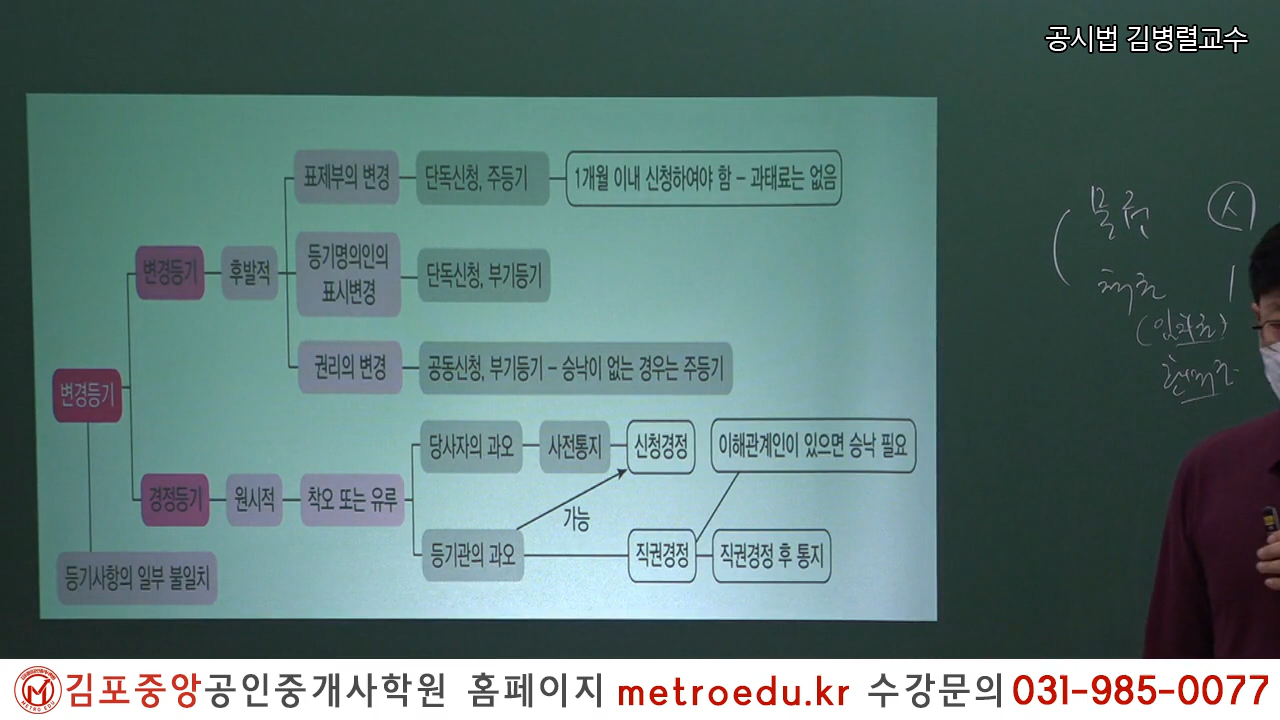 공시법 김병렬교수
표제부의 변경
단독신청, 주등기
1개월 이내 신청하여야 함 – 과태료는 없음
등기명의인의
표시변경
단독신청, 부기등기
변경등기
후발적
권리의 변경
공동신청, 부기등기 – 승낙이 없는 경우는 주등기
변경등기
당사자의 과오
사전통지
신청경정
이해관계인이 있으면 승낙 필요
경정등기
원시적
착오 또는 유루
가능
등기관의 과오
직권경정
직권경정 후 통지
등기사항의 일부 불일치
시
METRO EDU
김포중앙공인중개사학원 홈페이지 metroedu.kr 수강문의 031-985-0077